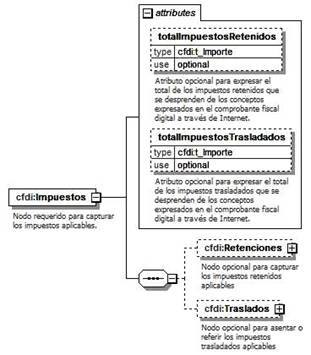 attributes
totalImpuestosRetenidos
type cfdi:t_Importe
use optional
Atributo opcional para expresar el
total de los impuestos retenidos que
se desprenden de los conceptos
expresados en el comprobante fiscal
digital a través de Internet.
totalImpuestosTrasladados
type cfdi:t_Importe
use optional
Atributo opcional para expresar el total
de los impuestos trasladados que se
desprenden de los conceptos
expresados en el comprobante fiscal
digital a través de Internet.
cfdi:Impuestos
Nodo requerido para capturar
los impuestos aplicables.
cfdi:Retenciones
Nodo opcional para capturar
los impuestos retenidos
aplicables
cfdi:Traslados
Nodo opcional para asentar o
referir los impuestos
trasladados aplicables